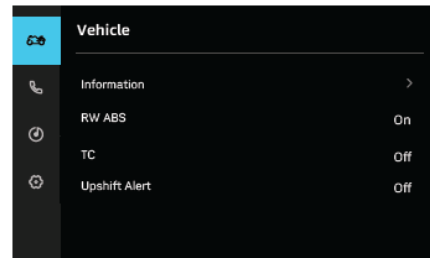 Vehicle
Information
RW ABS On
TC Off
Upshift Alert Off